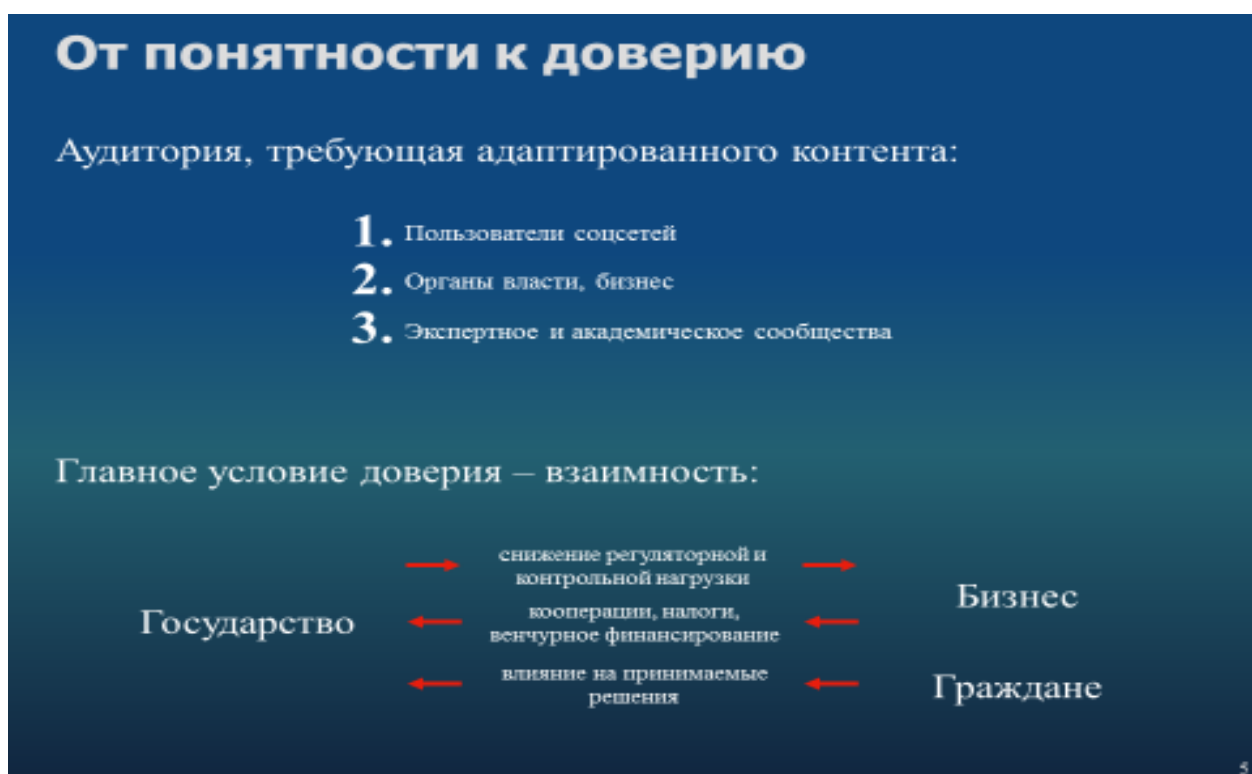 От понятности к доверию
Аудитория, требующая адаптированного контента:
1. Пользователи соцсетей
2. Органы власти, бизнес
3. Экспертное и академическое сообщества
Главное условие доверия – взаимность:
снижение регуляторной и
контрольной нагрузки
Государство
кооперации, налоги,
венчурное финансирование
Бизнес
влияние на принимаемые
решения
Граждане
5